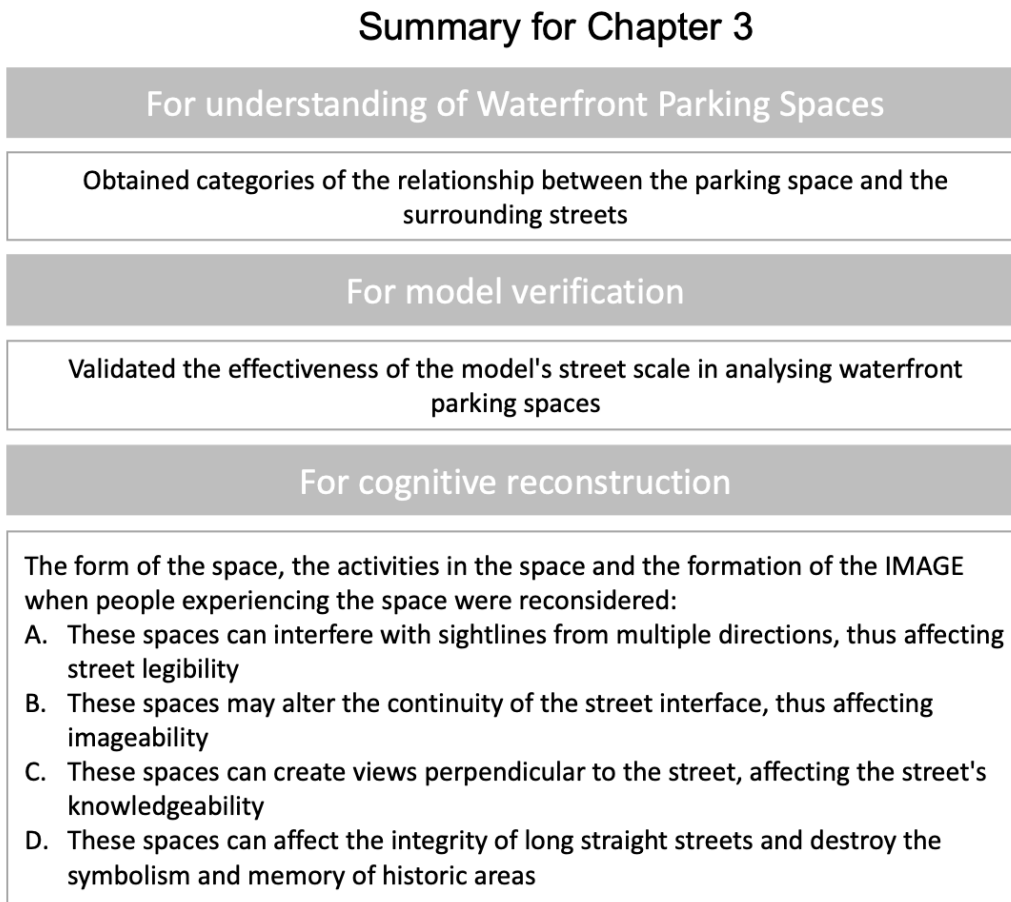 Summary for Chapter 3
For understanding of Waterfront Parking Spaces
Obtained categories of the relationship between the parking space and the
surrounding streets
For model verification
Validated the effectiveness of the model's street scale in analysing waterfront
parking spaces
For cognitive reconstruction
The form of the space, the activities in the space and the formation of the IMAGE
when people experiencing the space were reconsidered:
A. These spaces can interfere with sightlines from multiple directions, thus affecting
street legibility
B. These spaces may alter the continuity of the street interface, thus affecting
imageability
C. These spaces can create views perpendicular to the street, affecting the street's
knowledgeability
D. These spaces can affect the integrity of long straight streets and destroy the
symbolism and memory of historic areas